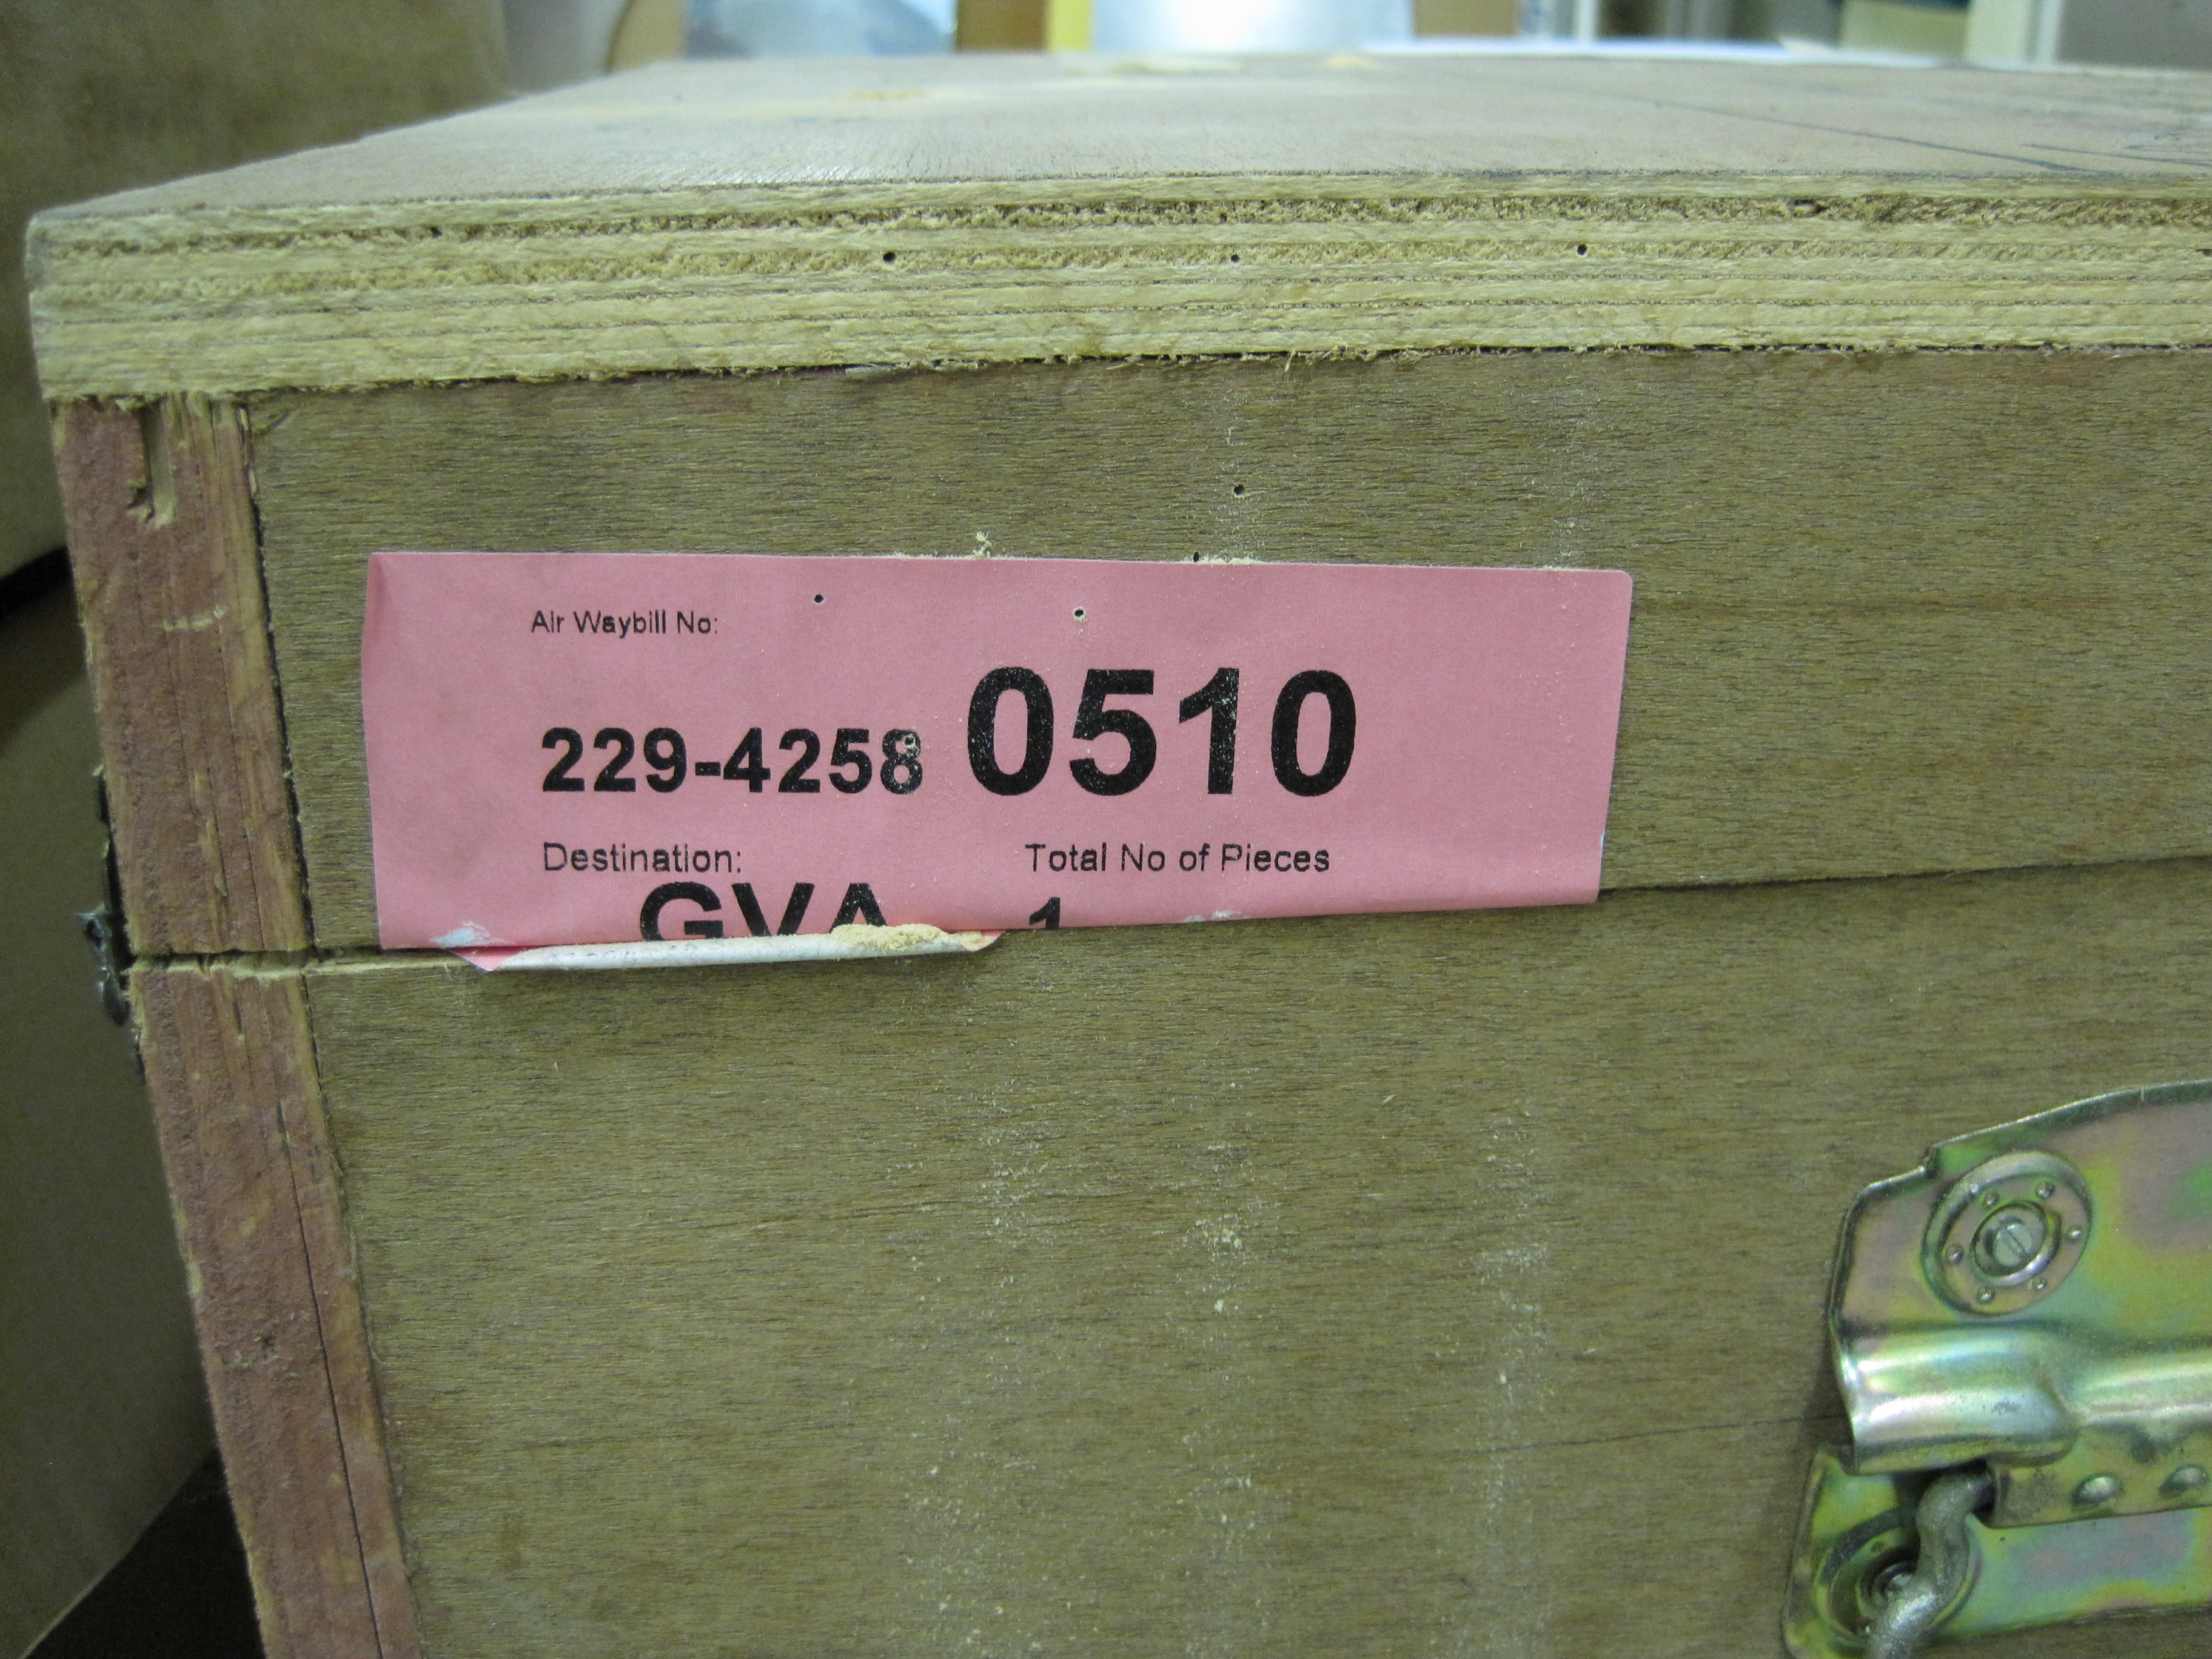 Air Waybill No:
229-4258 0510
Destination: Total No of Pieces
GVA 1